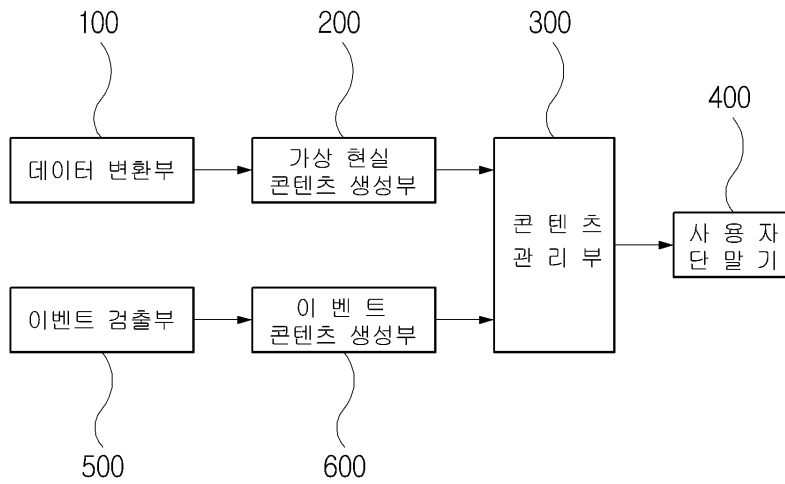 100
200
300
400
데이터 변환부
가상 현실
콘텐츠 생성부
콘 텐 츠
관 리 부
사 용 자
단 말 기
이벤트 검출부
이 벤 트
콘텐츠 생성부
500
600